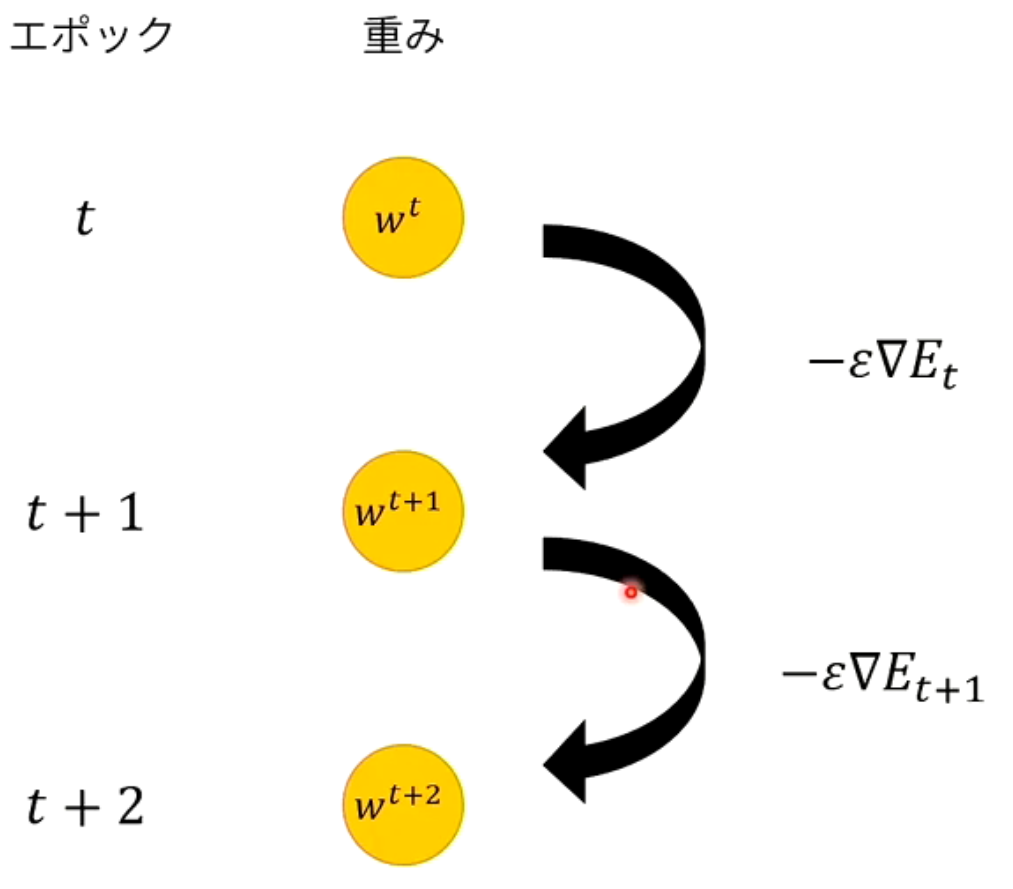 エポック 重み
t w^t
−ε∇E_t
t + 1 w^{t+1}
−ε∇E_{t+1}
t + 2 w^{t+2}